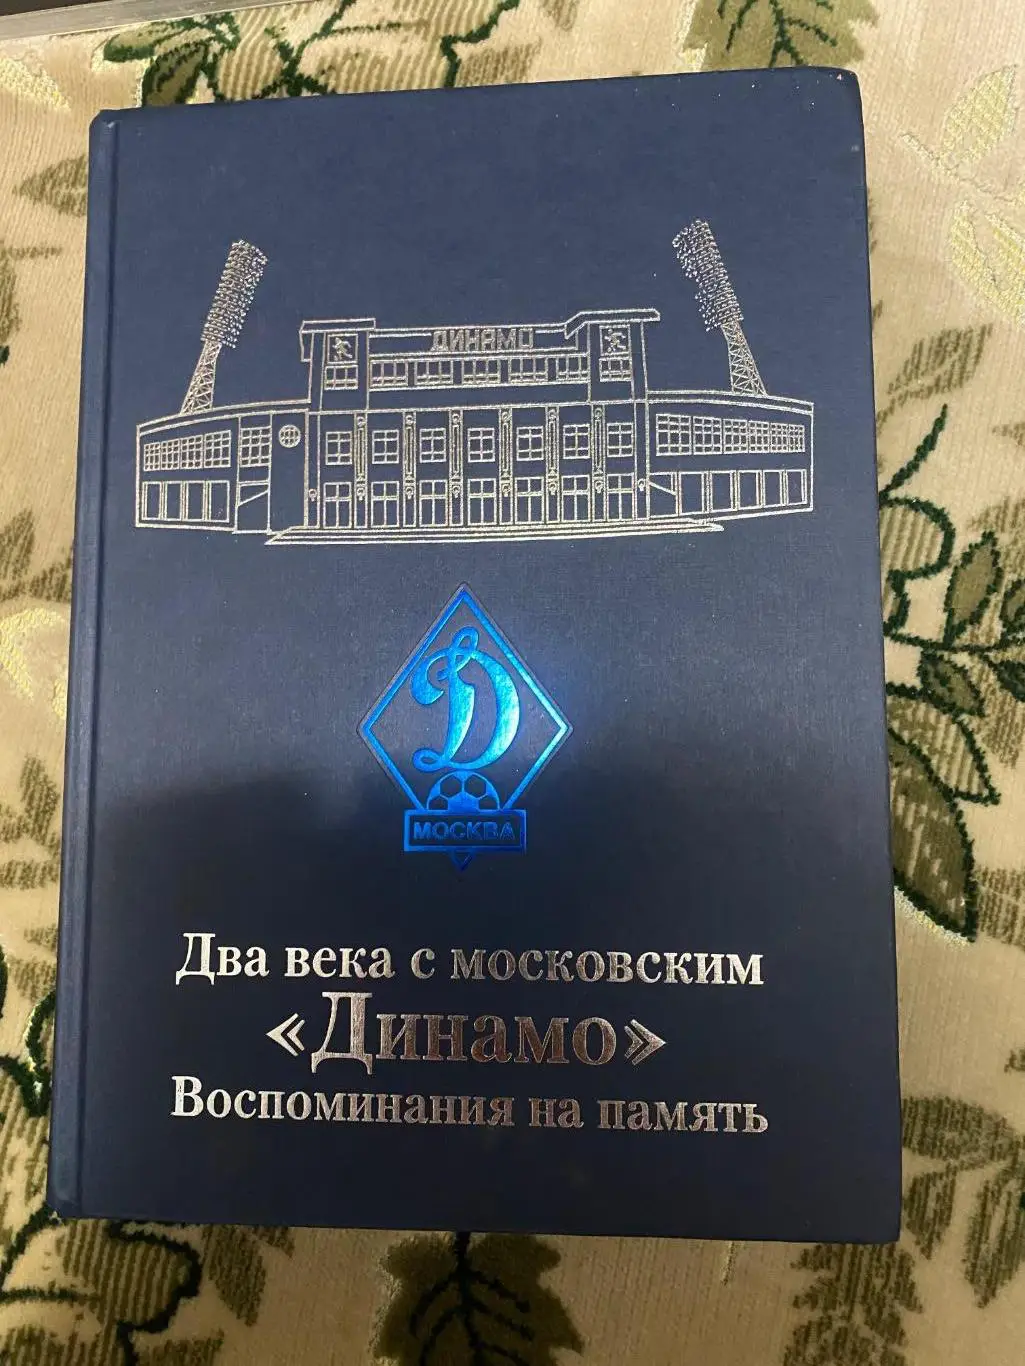 ДИНАМО
Д
МОСКВА
Два века с московским
«Динамо»
Воспоминания на память